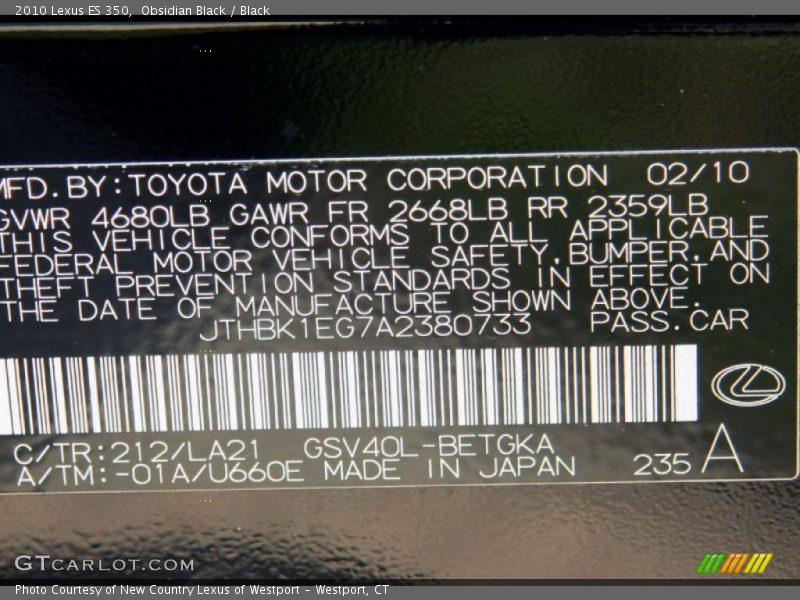 2010 Lexus ES 350, Obsidian Black / Black
MFD.BY:TOYOTA MOTOR CORPORATION 02/10
GVWR 4680LB GAWR FR 2668LB RR 2359LB
THIS VEHICLE CONFORMS TO ALL APPLICABLE
FEDERAL MOTOR VEHICLE SAFETY,BUMPER,AND
THEFT PREVENTION STANDARDS IN EFFECT ON
THE DATE OF MANUFACTURE SHOWN ABOVE.
JTHBK1EG7A2380733 PASS.CAR
C/TR:212/LA21 GSV40L-BETGKA
A/TM:-01A/U660E MADE IN JAPAN 235 A
GTCARLOT.COM
Photo Courtesy of New Country Lexus of Westport - Westport, CT